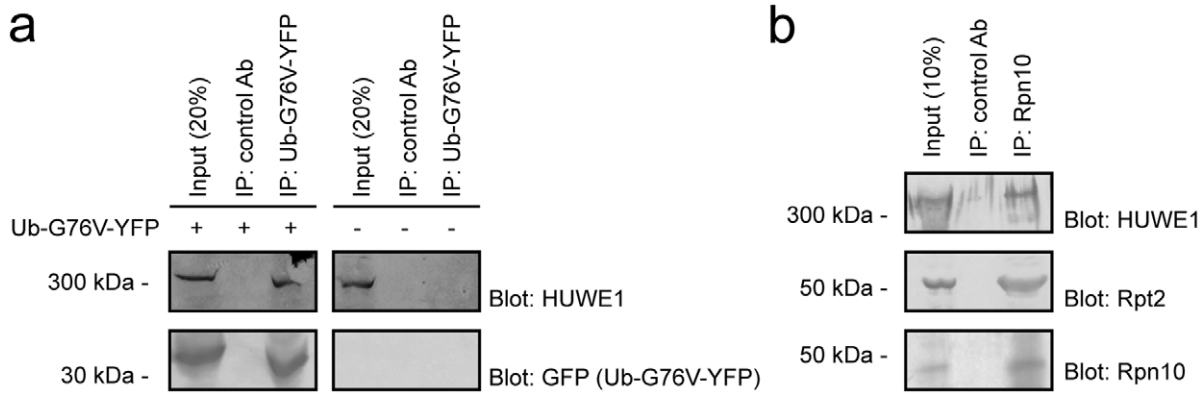 a
Input (20%)
IP: control Ab
IP: Ub-G76V-YFP
Input (20%)
IP: control Ab
IP: Ub-G76V-YFP
Ub-G76V-YFP + + + - - -
300 kDa -
Blot: HUWE1
30 kDa -
Blot: GFP (Ub-G76V-YFP)
b
Input (10%)
IP: control Ab
IP: Rpn10
300 kDa -
Blot: HUWE1
50 kDa -
Blot: Rpt2
50 kDa -
Blot: Rpn10